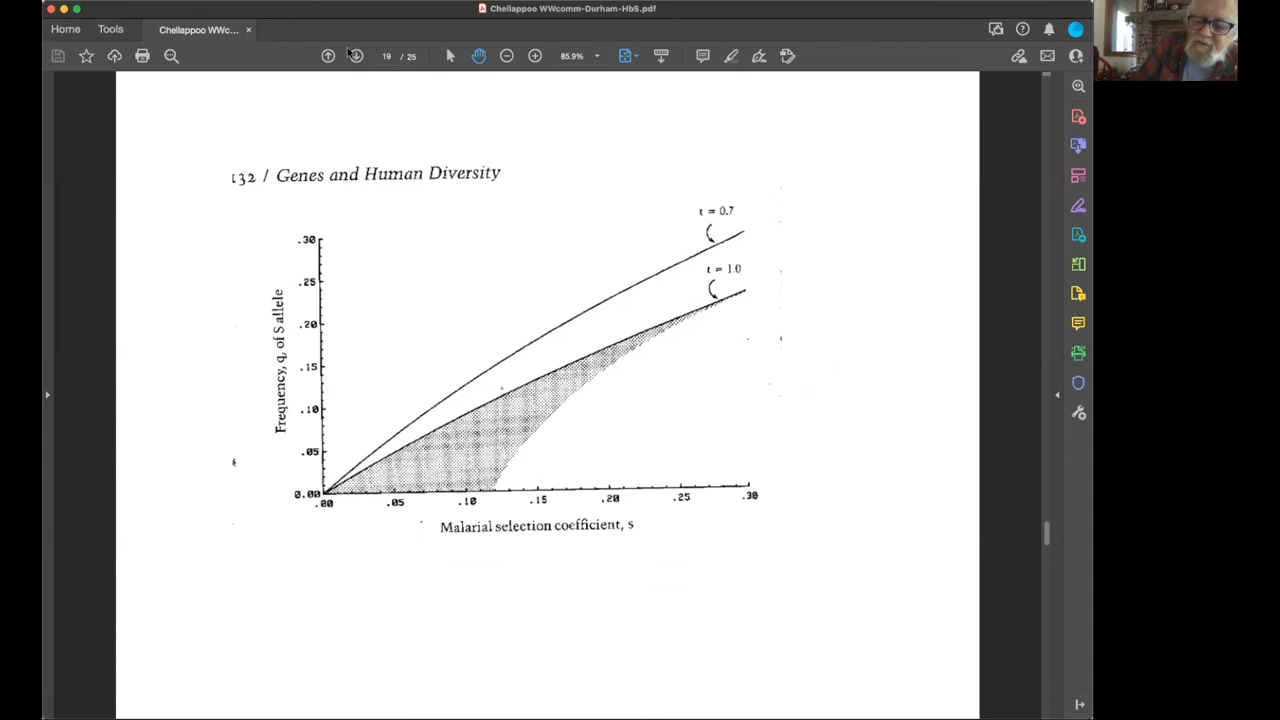 Chellappoo WWcomm-Durham-HbS.pdf
Home
Tools
Chellappoo WWc...
19 / 25
85.9%
132 / Genes and Human Diversity
t = 0.7
t = 1.0
.30
.25
.20
.15
.10
.05
0.00
Frequency, q, of S allele
.00 .05 .10 .15 .20 .25 .30
Malarial selection coefficient, s